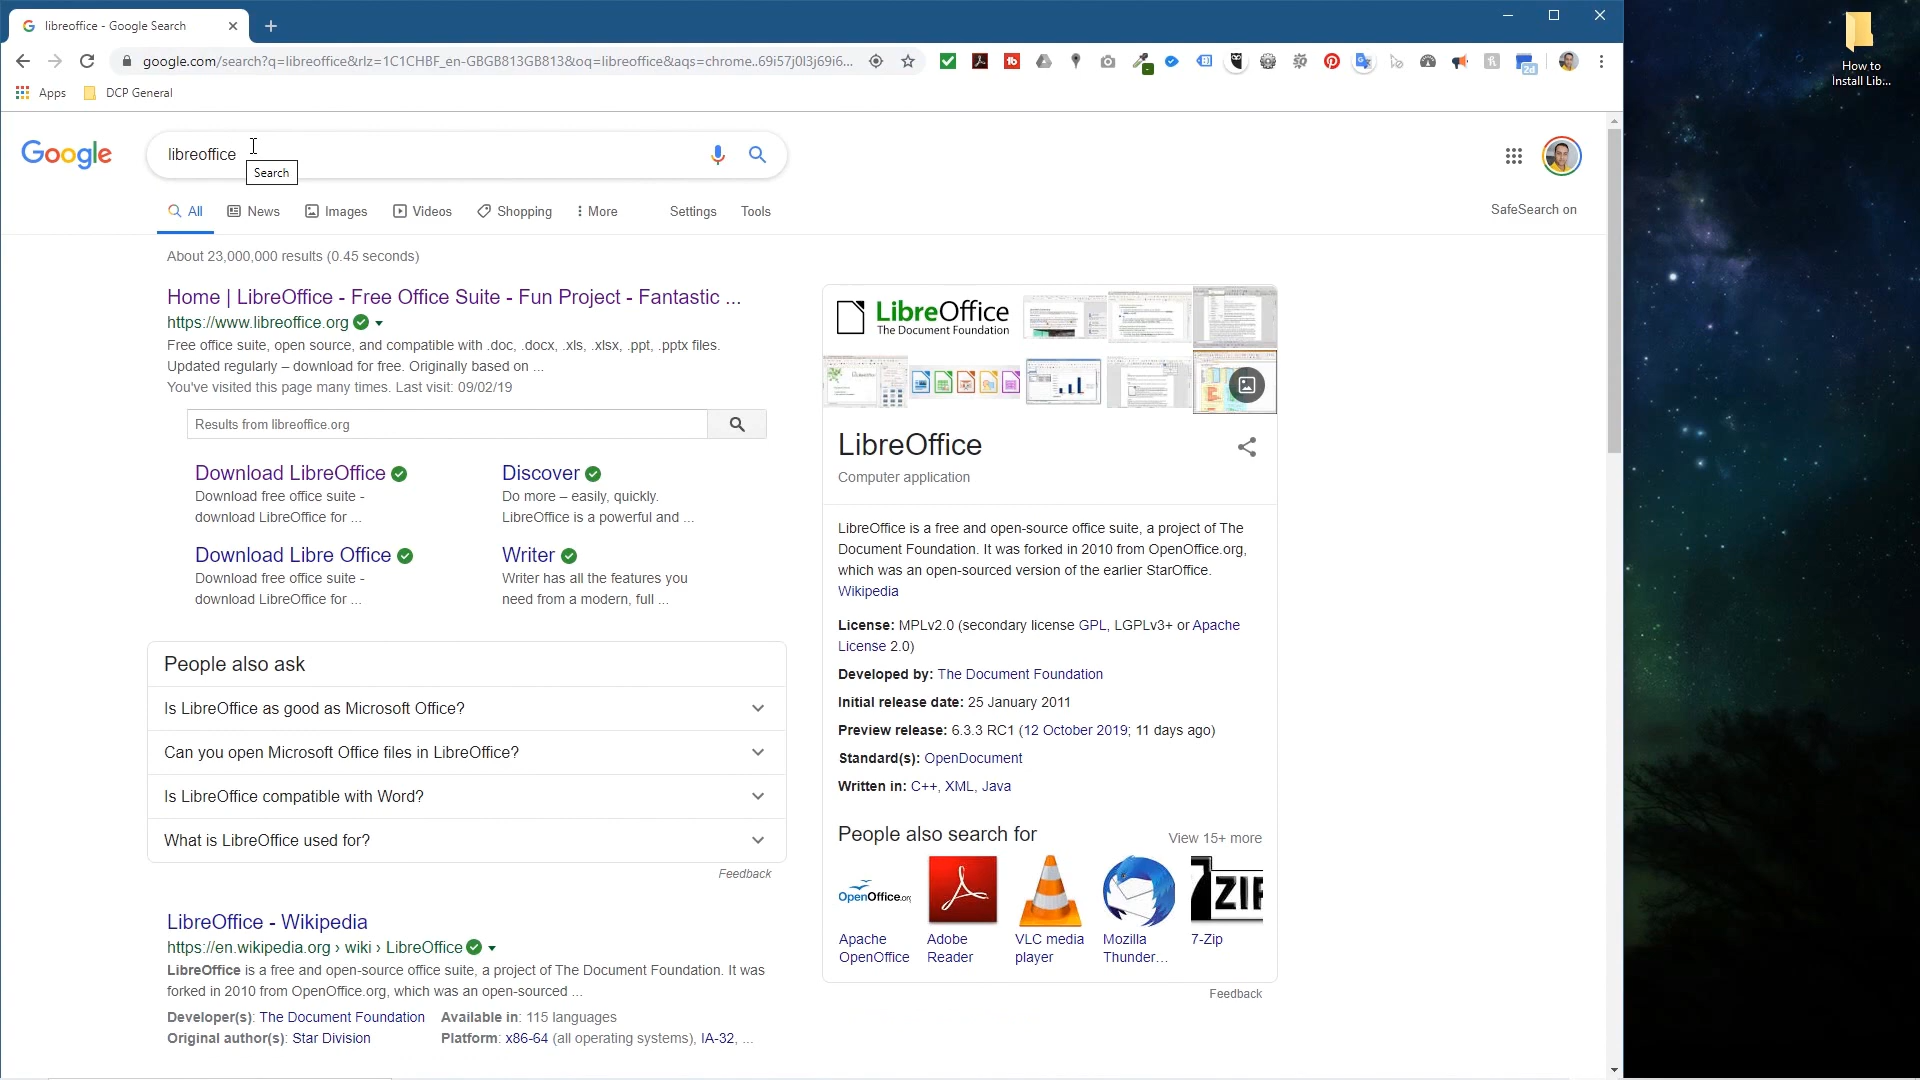 libreoffice - Google Search
google.com/search?q=libreoffice&rlz=1C1CHBF_en-GBGB813GB813&oq=libreoffice&aqs=chrome..69i57j0l3j69i6...
2d
Apps
DCP General
How to
Install Lib...
Google
libreoffice
Search
All
News
Images
Videos
Shopping
More
Settings
Tools
SafeSearch on
About 23,000,000 results (0.45 seconds)
Home | LibreOffice - Free Office Suite - Fun Project - Fantastic ...
https://www.libreoffice.org
Free office suite, open source, and compatible with .doc, .docx, .xls, .xlsx, .ppt, .pptx files.
Updated regularly – download for free. Originally based on ...
You've visited this page many times. Last visit: 09/02/19
Results from libreoffice.org
Download LibreOffice
Download free office suite -
download LibreOffice for ...
Discover
Do more – easily, quickly.
LibreOffice is a powerful and ...
Download Libre Office
Download free office suite -
download LibreOffice for ...
Writer
Writer has all the features you
need from a modern, full ...
People also ask
Is LibreOffice as good as Microsoft Office?
Can you open Microsoft Office files in LibreOffice?
Is LibreOffice compatible with Word?
What is LibreOffice used for?
Feedback
LibreOffice - Wikipedia
https://en.wikipedia.org › wiki › LibreOffice
LibreOffice is a free and open-source office suite, a project of The Document Foundation. It was
forked in 2010 from OpenOffice.org, which was an open-sourced ...
Developer(s): The Document Foundation
Available in: 115 languages
Original author(s): Star Division
Platform: x86-64 (all operating systems), IA-32, ...
LibreOffice
The Document Foundation
LibreOffice
Computer application
LibreOffice is a free and open-source office suite, a project of The
Document Foundation. It was forked in 2010 from OpenOffice.org,
which was an open-sourced version of the earlier StarOffice.
Wikipedia
License: MPLv2.0 (secondary license GPL, LGPLv3+ or Apache
License 2.0)
Developed by: The Document Foundation
Initial release date: 25 January 2011
Preview release: 6.3.3 RC1 (12 October 2019; 11 days ago)
Standard(s): OpenDocument
Written in: C++, XML, Java
People also search for
View 15+ more
OpenOffice.org
ZIP
Apache
OpenOffice
Adobe
Reader
VLC media
player
Mozilla
Thunder...
7-Zip
Feedback